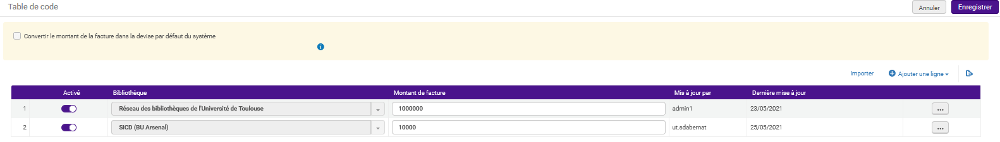 Table de code
Annuler Enregistrer
Convertir le montant de la facture dans la devise par défaut du système
Importer Ajouter une ligne
Activé Bibliothèque Montant de facture Mis à jour par Dernière mise à jour
1 Réseau des bibliothèques de l'Université de Toulouse 1000000 admin1 23/05/2021 ...
2 SICD (BU Arsenal) 10000 ut.sdabernat 25/05/2021 ...